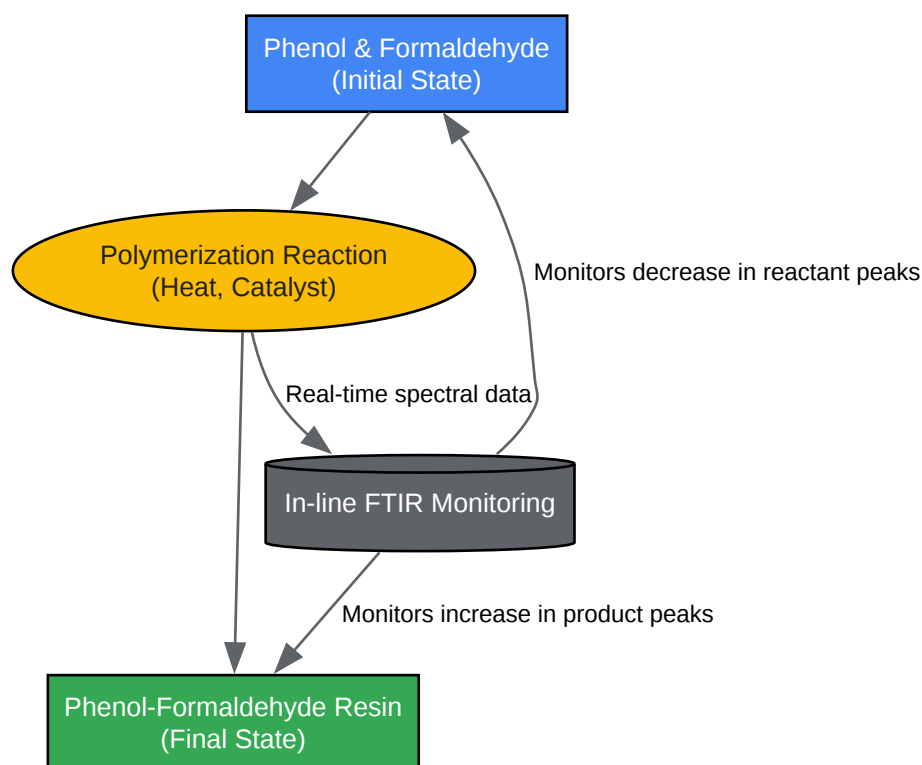 Phenol & Formaldehyde
(Initial State)
Polymerization Reaction
(Heat, Catalyst)
Monitors decrease in reactant peaks
Real-time spectral data
In-line FTIR Monitoring
Monitors increase in product peaks
Phenol-Formaldehyde Resin
(Final State)